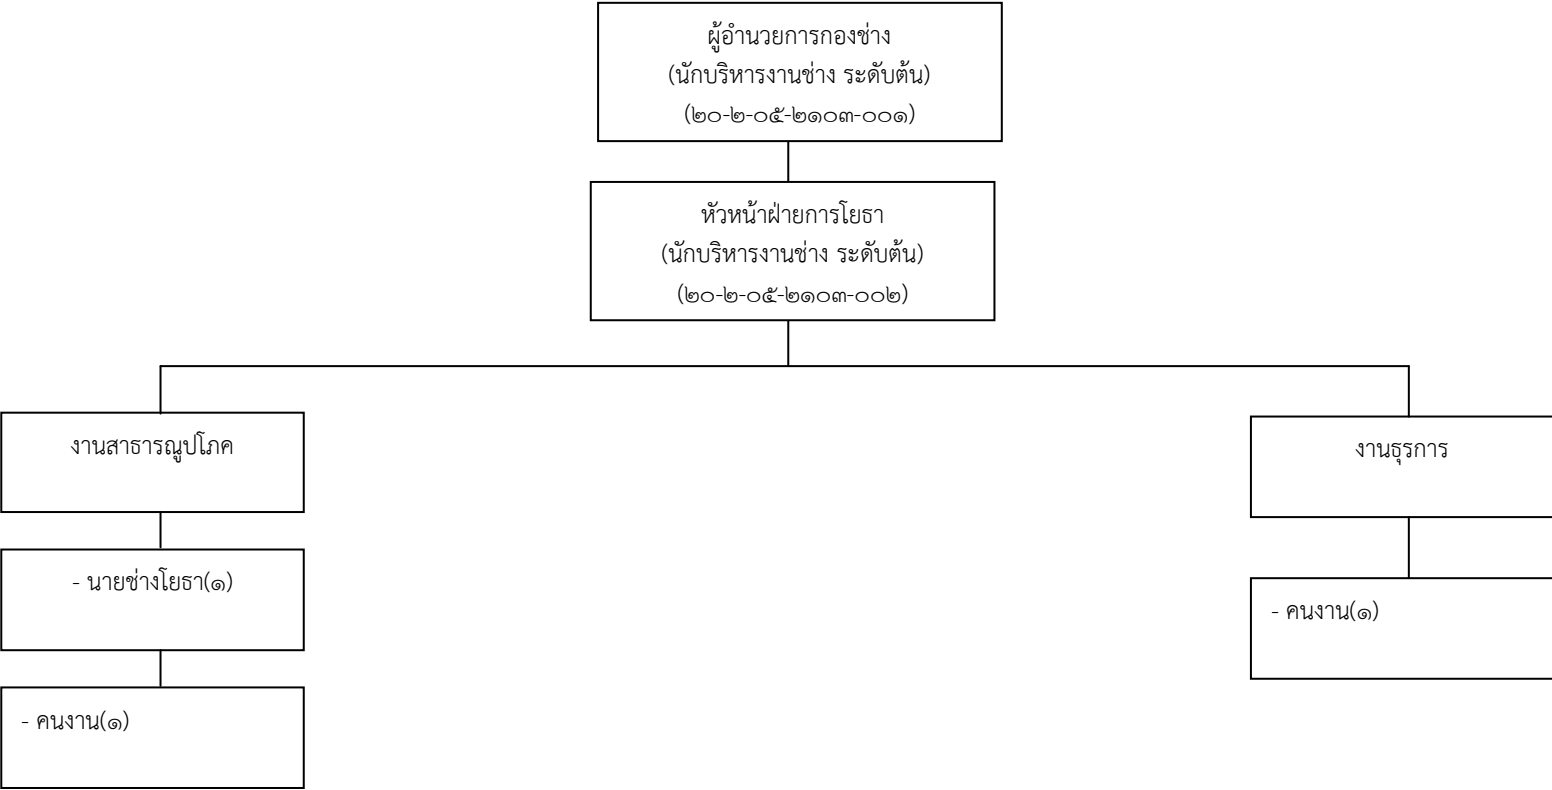 ผู้อำนวยการกองช่าง
(นักบริหารงานช่าง ระดับต้น)
(๒๐-๒-๐๕-๒๑๐๓-๐๐๑)
หัวหน้าฝ่ายการโยธา
(นักบริหารงานช่าง ระดับต้น)
(๒๐-๒-๐๕-๒๑๐๓-๐๐๒)
งานสาธารณูปโภค
- นายช่างโยธา(๑)
- คนงาน(๑)
งานธุรการ
- คนงาน(๑)